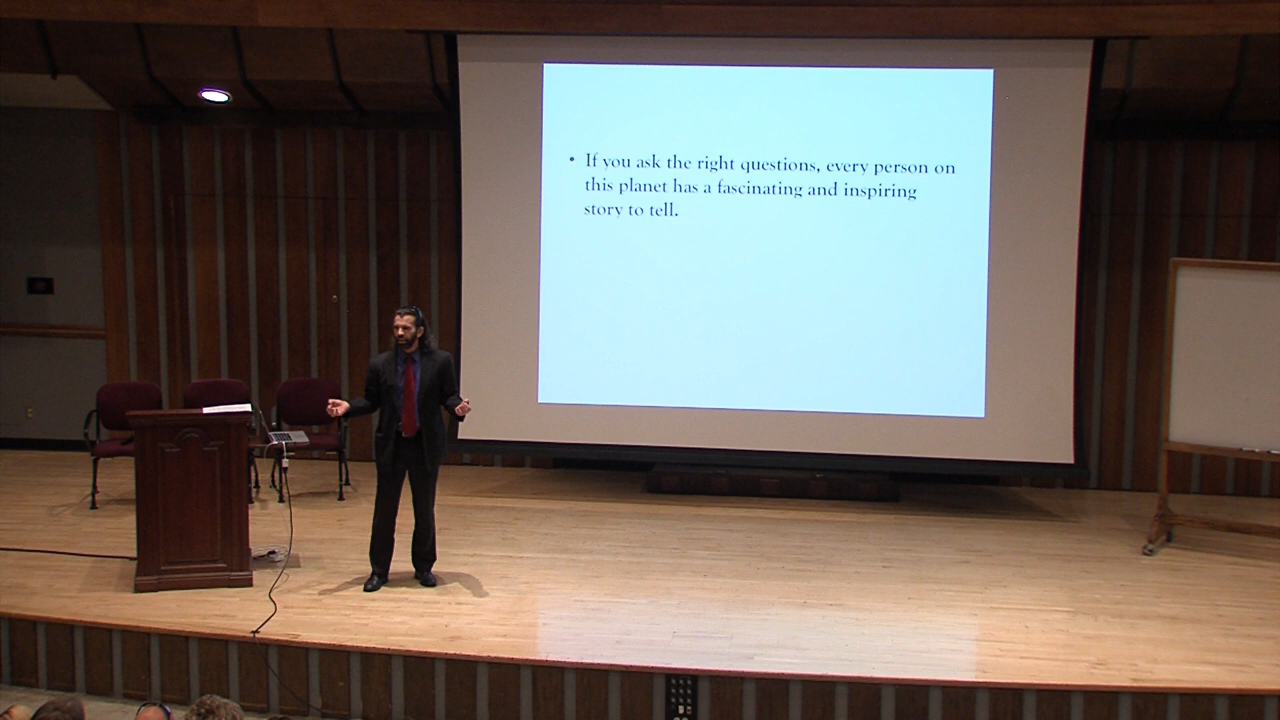 • If you ask the right questions, every person on
this planet has a fascinating and inspiring
story to tell.